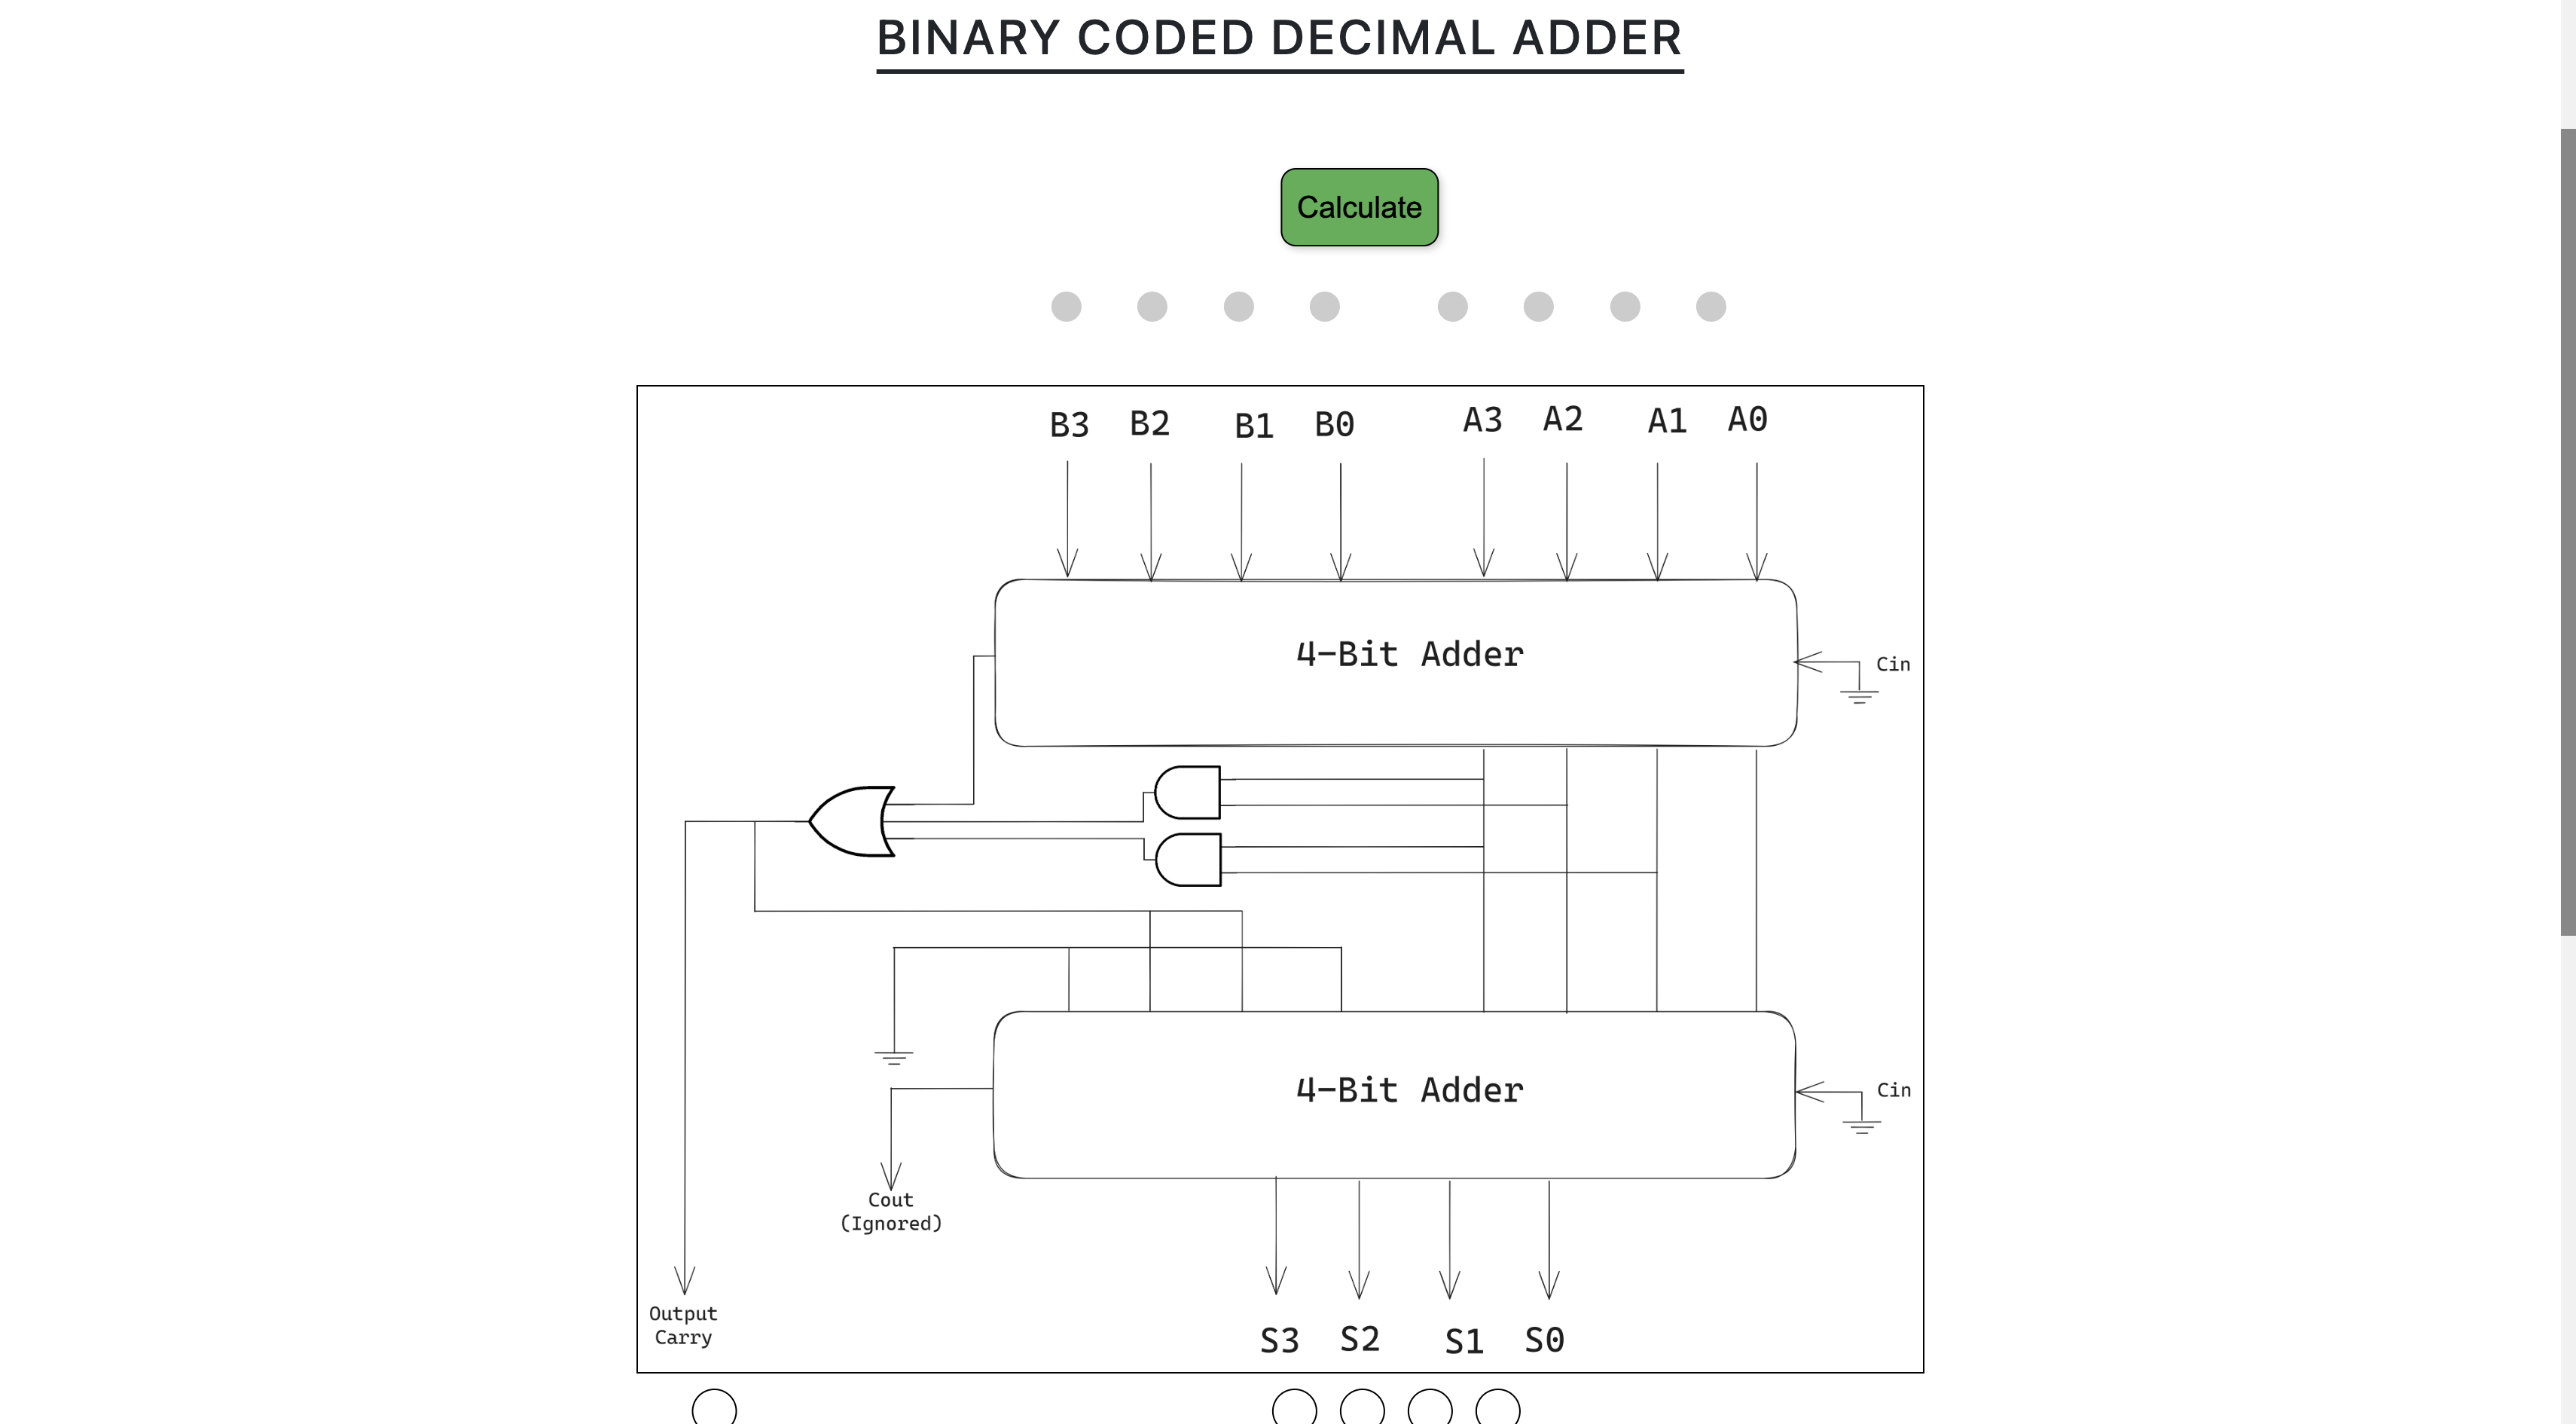 BINARY CODED DECIMAL ADDER
Calculate
B3 B2 B1 B0 A3 A2 A1 A0
4-Bit Adder
Cin
4-Bit Adder
Cin
Cout
(Ignored)
Output
Carry
S3 S2 S1 S0